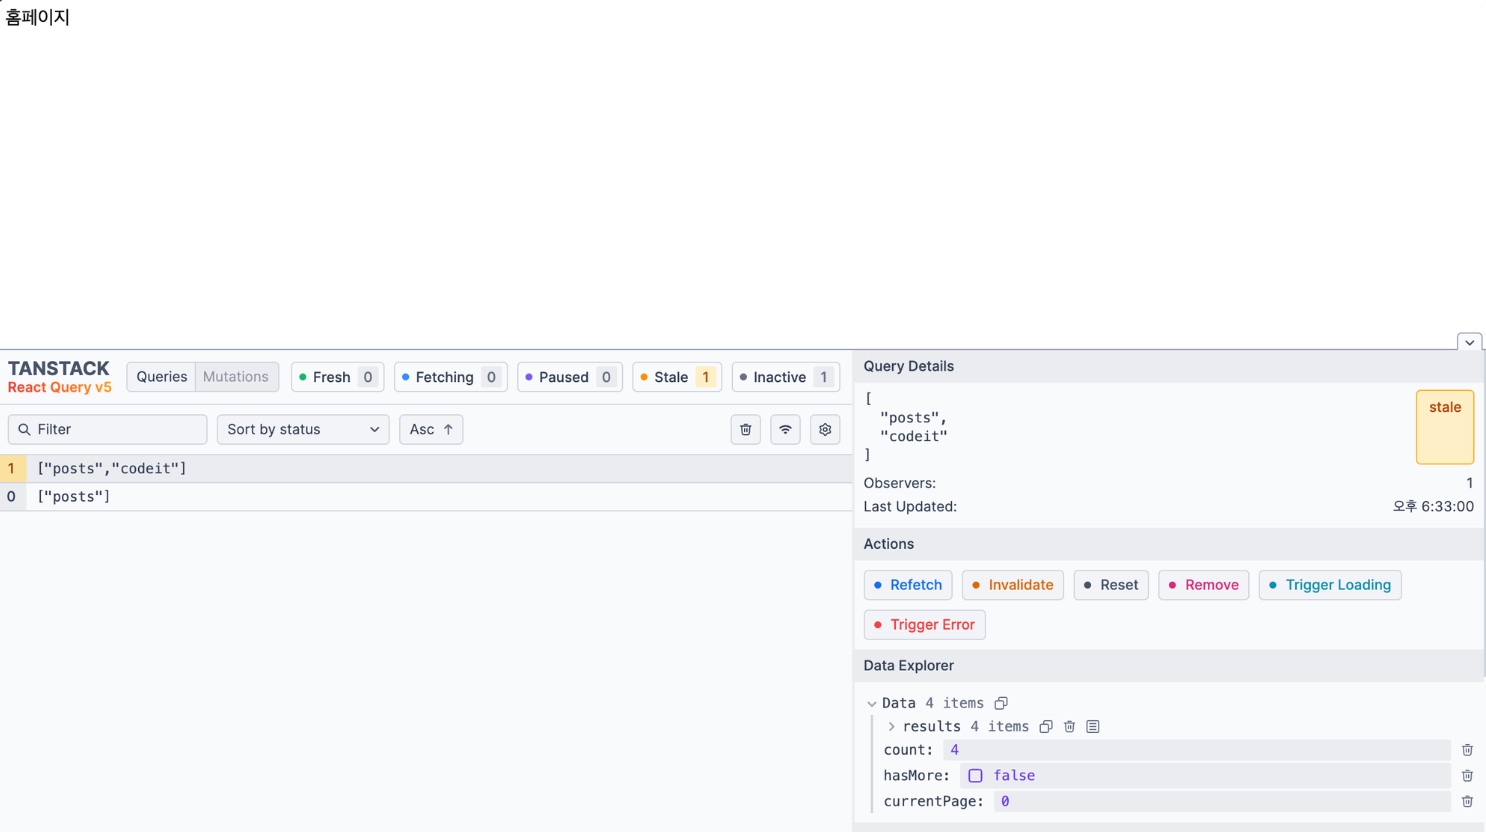 홈페이지
TANSTACK
React Query v5
Queries Mutations Fresh 0 Fetching 0 Paused 0 Stale 1 Inactive 1
Filter Sort by status Asc ↑
1 ["posts","codeit"]
0 ["posts"]
Query Details
[
"posts",
"codeit"
]
stale
Observers: 1
Last Updated: 오후 6:33:00
Actions
Refetch Invalidate Reset Remove Trigger Loading
Trigger Error
Data Explorer
Data 4 items
results 4 items
count: 4
hasMore: false
currentPage: 0